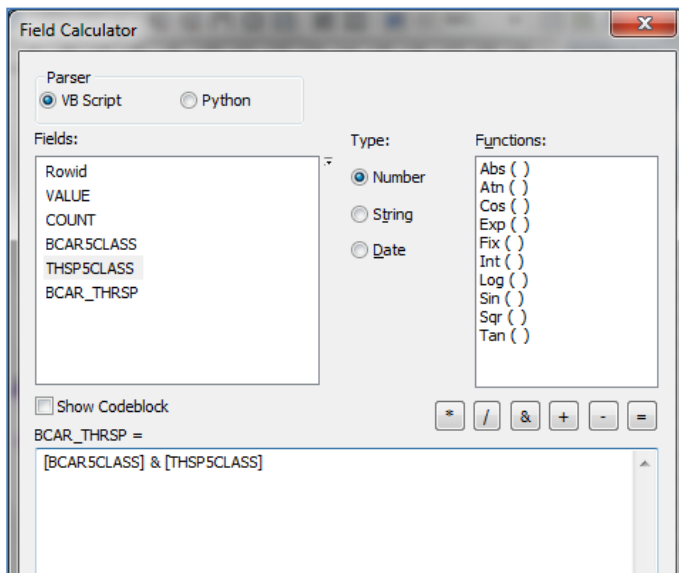 Field Calculator
X
Parser
VB Script
Python
Fields:
Type:
Functions:
Rowid
VALUE
COUNT
BCAR5CLASS
THSP5CLASS
BCAR_THRSP
Number
String
Date
Abs ( )
Atn ( )
Cos ( )
Exp ( )
Fix ( )
Int ( )
Log ( )
Sin ( )
Sqr ( )
Tan ( )
Show Codeblock
* / & + - =
BCAR_THRSP =
[BCAR5CLASS] & [THSP5CLASS]